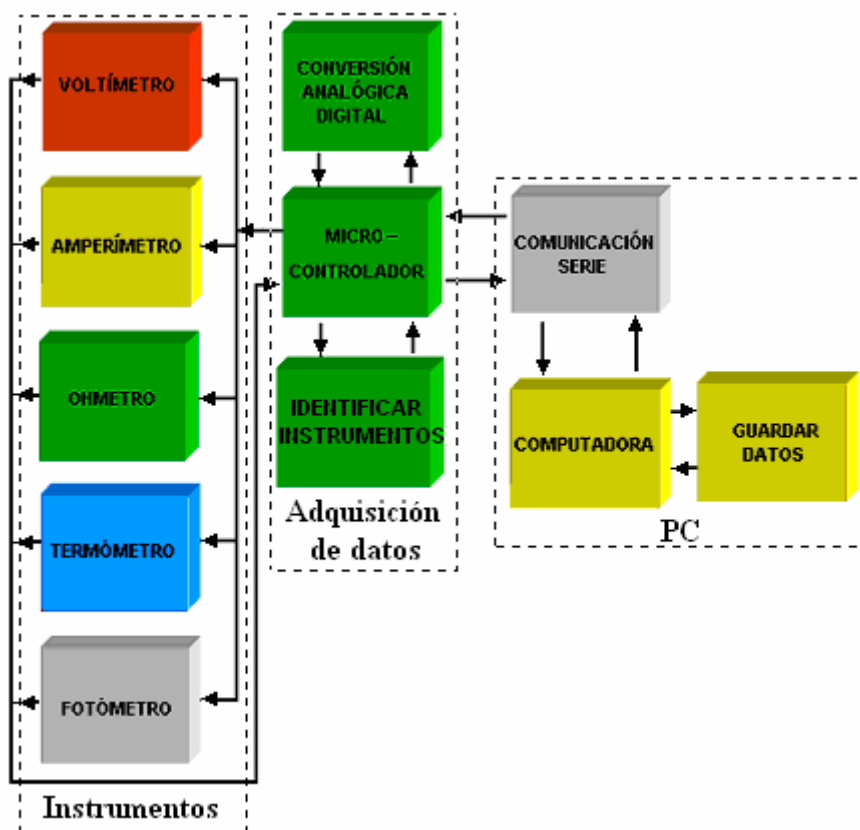 VOLTÍMETRO
AMPERÍMETRO
OHMETRO
TERMÓMETRO
FOTÓMETRO
Instrumentos
CONVERSIÓN
ANALÓGICA
DIGITAL
MICRO –
CONTROLADOR
IDENTIFICAR
INSTRUMENTOS
Adquisición
de datos
COMUNICACIÓN
SERIE
COMPUTADORA
GUARDAR
DATOS
PC